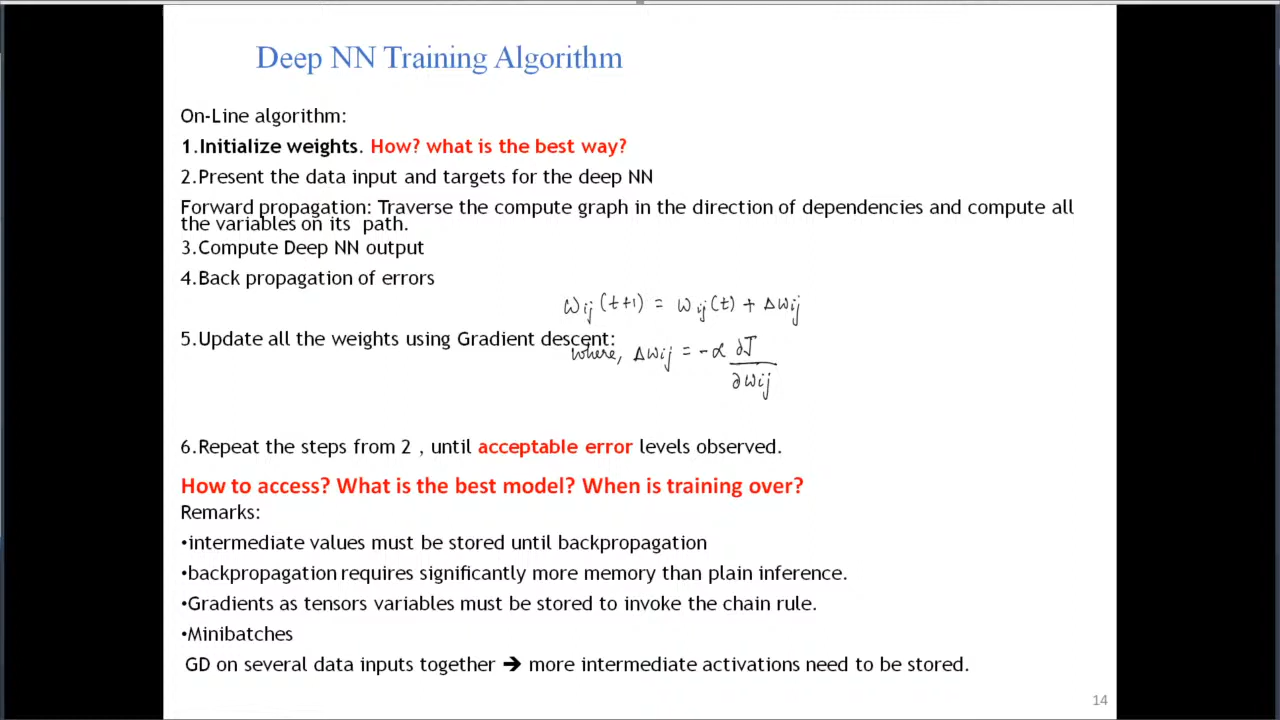 Deep NN Training Algorithm
On-Line algorithm:
1.Initialize weights. How? what is the best way?
2.Present the data input and targets for the deep NN
Forward propagation: Traverse the compute graph in the direction of dependencies and compute all
the variables on its path.
3.Compute Deep NN output
4.Back propagation of errors
wij(t+1) = wij(t) + Δwij
5.Update all the weights using Gradient descent:
where, Δwij = -α ∂J/∂wij
6.Repeat the steps from 2 , until acceptable error levels observed.
How to access? What is the best model? When is training over?
Remarks:
•intermediate values must be stored until backpropagation
•backpropagation requires significantly more memory than plain inference.
•Gradients as tensors variables must be stored to invoke the chain rule.
•Minibatches
GD on several data inputs together ➔ more intermediate activations need to be stored.
14